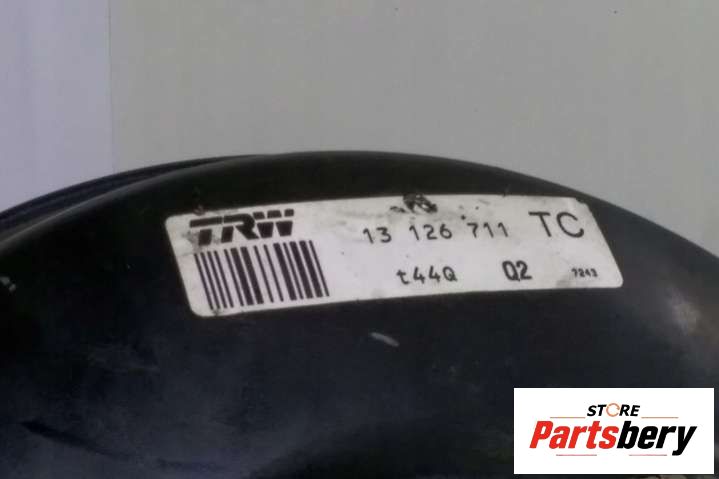 TRW 13 126 711 TC
t44Q Q2 7243
STORE
Partsbery